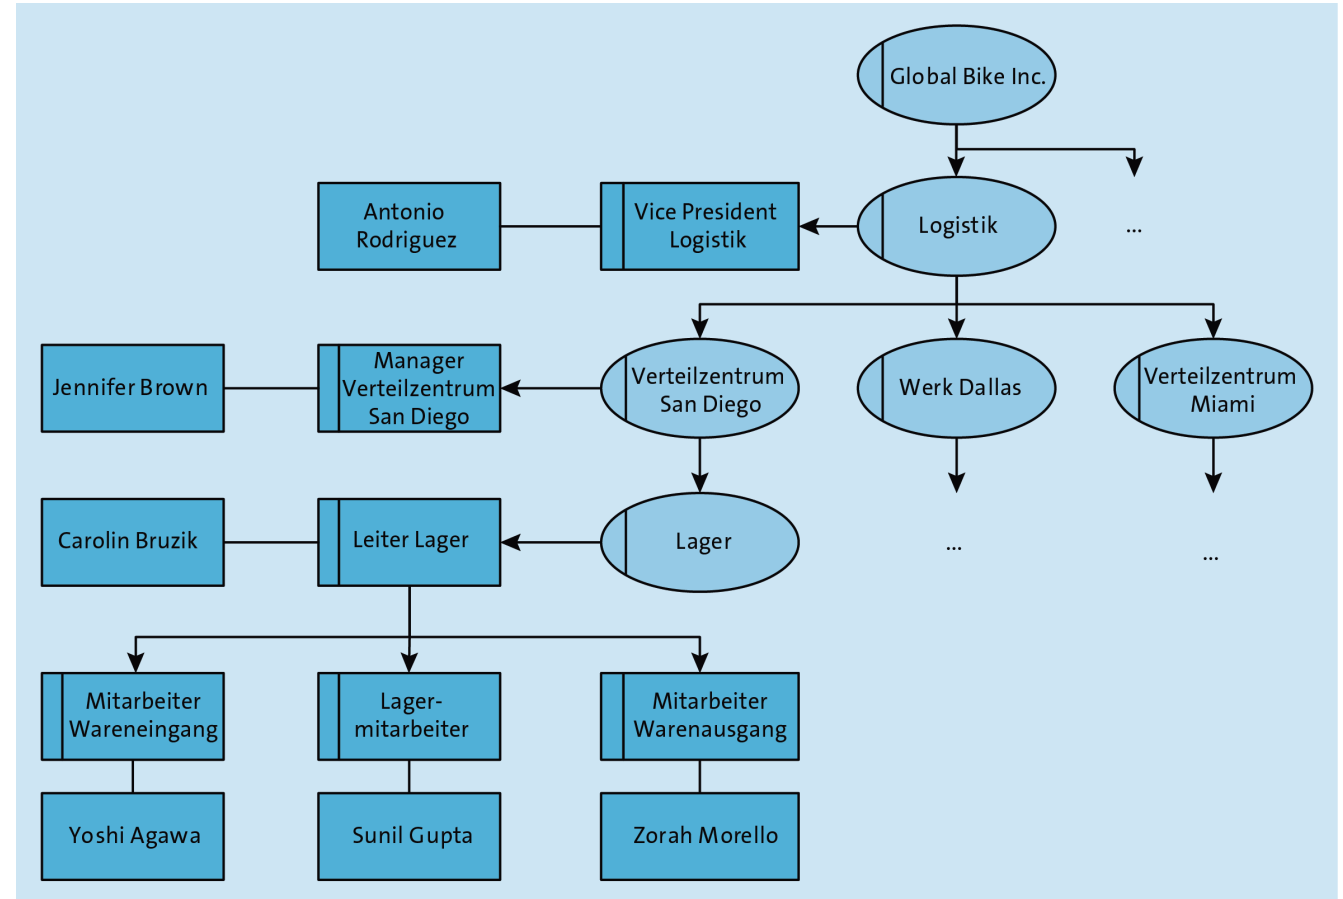 Global Bike Inc.
Antonio
Rodriguez
Vice President
Logistik
Logistik
...
Jennifer Brown
Manager
Verteilzentrum
San Diego
Verteilzentrum
San Diego
Werk Dallas
Verteilzentrum
Miami
Carolin Bruzik
Leiter Lager
Lager
...
...
Mitarbeiter
Wareneingang
Lager-
mitarbeiter
Mitarbeiter
Warenausgang
Yoshi Agawa
Sunil Gupta
Zorah Morello